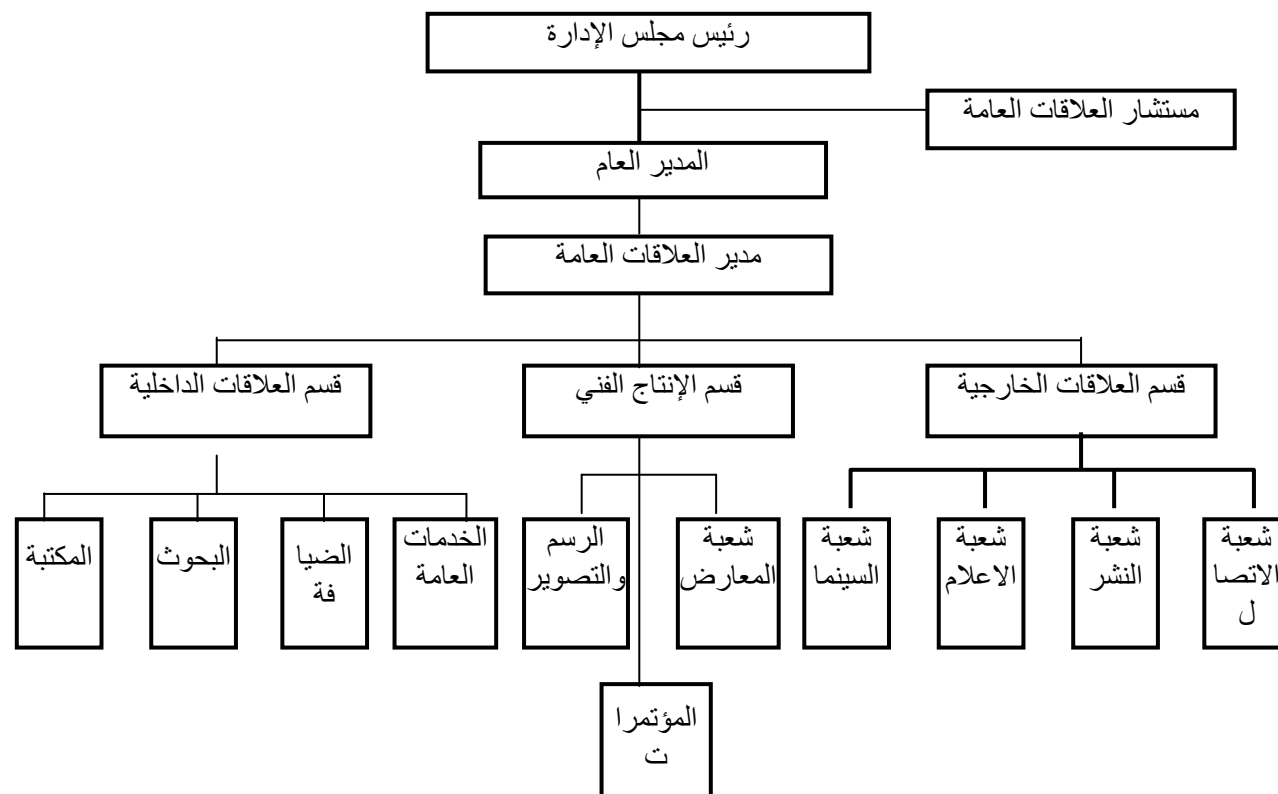 رئيس مجلس الإدارة
مستشار العلاقات العامة
المدير العام
مدير العلاقات العامة
قسم العلاقات الخارجية
قسم الإنتاج الفني
قسم العلاقات الداخلية
شعبة
الاتصا
ل
شعبة
النشر
شعبة
الاعلام
شعبة
السينما
شعبة
المعارض
الرسم
والتصوير
الخدمات
العامة
الضيا
فة
البحوث
المكتبة
المؤتمرا
ت